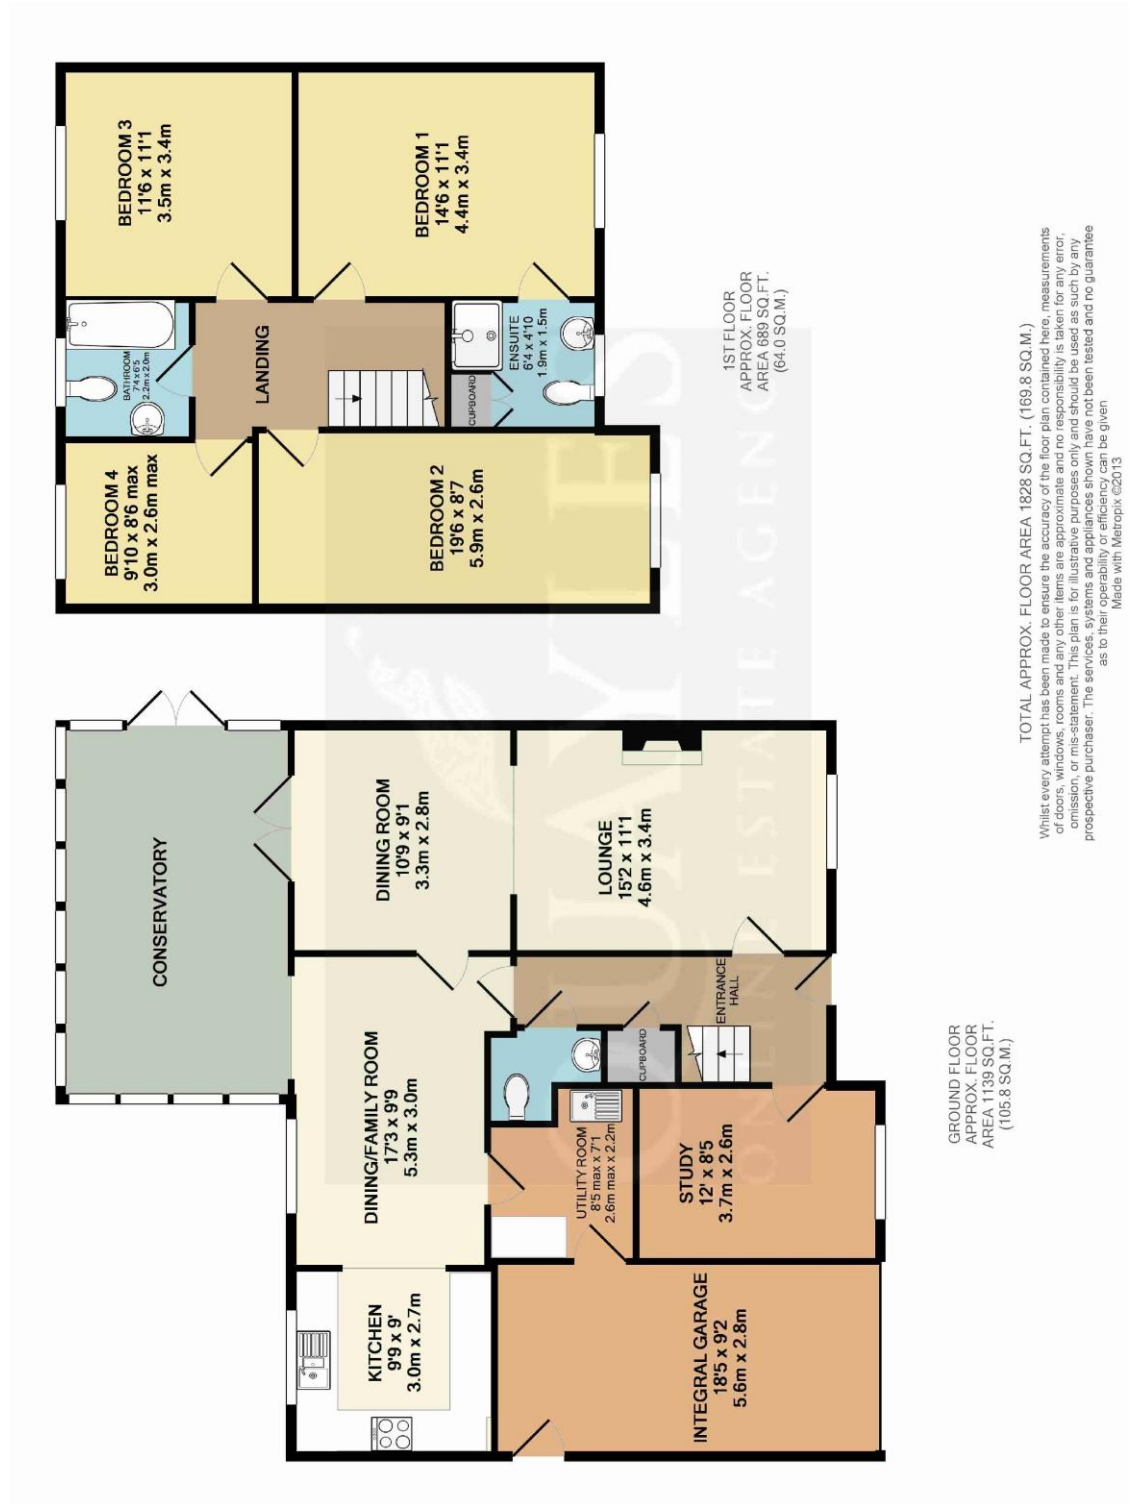 BEDROOM 3
11'6 x 11'1
3.5m x 3.4m
BEDROOM 1
14'6 x 11'1
4.4m x 3.4m
BATHROOM
7'4 x 6'5
2.2m x 2.0m
LANDING
ENSUITE
6'4 x 4'10
1.9m x 1.5m
CUPBOARD
BEDROOM 4
9'10 x 8'6 max
3.0m x 2.6m max
BEDROOM 2
19'6 x 8'7
5.9m x 2.6m
1ST FLOOR
APPROX. FLOOR
AREA 689 SQ.FT.
(64.0 SQ.M.)
CONSERVATORY
DINING ROOM
10'9 x 9'1
3.3m x 2.8m
LOUNGE
15'2 x 11'1
4.6m x 3.4m
ENTRANCE
HALL
CUPBOARD
DINING/FAMILY ROOM
17'3 x 9'9
5.3m x 3.0m
UTILITY ROOM
8'5 max x 7'1
2.6m max x 2.2m
STUDY
12' x 8'5
3.7m x 2.6m
KITCHEN
9'9 x 9'
3.0m x 2.7m
INTEGRAL GARAGE
18'5 x 9'2
5.6m x 2.8m
GROUND FLOOR
APPROX. FLOOR
AREA 1139 SQ.FT.
(105.8 SQ.M.)
TOTAL APPROX. FLOOR AREA 1828 SQ.FT. (169.8 SQ.M.)
Whilst every attempt has been made to ensure the accuracy of the floor plan contained here, measurements
of doors, windows, rooms and any other items are approximate and no responsibility is taken for any error,
omission, or mis-statement. This plan is for illustrative purposes only and should be used as such by any
prospective purchaser. The services, systems and appliances shown have not been tested and no guarantee
as to their operability or efficiency can be given
Made with Metropix ©2013
QUAYLES
ONLINE ESTATE AGENCY